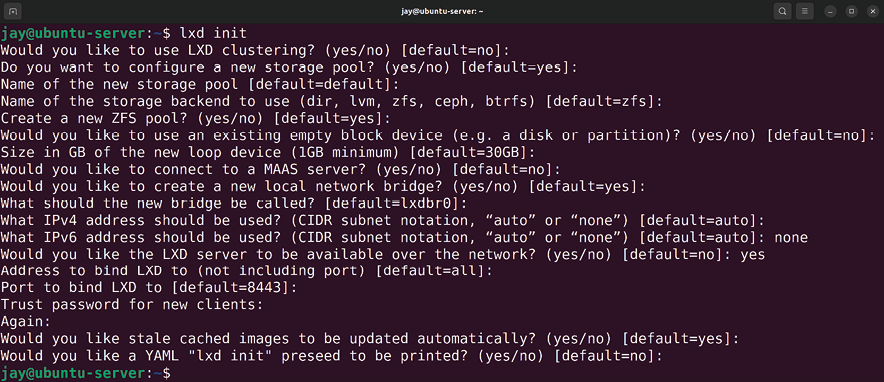 jay@ubuntu-server: ~
jay@ubuntu-server:~$ lxd init
Would you like to use LXD clustering? (yes/no) [default=no]:
Do you want to configure a new storage pool? (yes/no) [default=yes]:
Name of the new storage pool [default=default]:
Name of the storage backend to use (dir, lvm, zfs, ceph, btrfs) [default=zfs]:
Create a new ZFS pool? (yes/no) [default=yes]:
Would you like to use an existing empty block device (e.g. a disk or partition)? (yes/no) [default=no]:
Size in GB of the new loop device (1GB minimum) [default=30GB]:
Would you like to connect to a MAAS server? (yes/no) [default=no]:
Would you like to create a new local network bridge? (yes/no) [default=yes]:
What should the new bridge be called? [default=lxdbr0]:
What IPv4 address should be used? (CIDR subnet notation, “auto” or “none”) [default=auto]:
What IPv6 address should be used? (CIDR subnet notation, “auto” or “none”) [default=auto]: none
Would you like the LXD server to be available over the network? (yes/no) [default=no]: yes
Address to bind LXD to (not including port) [default=all]:
Port to bind LXD to [default=8443]:
Trust password for new clients:
Again:
Would you like stale cached images to be updated automatically? (yes/no) [default=yes]:
Would you like a YAML "lxd init" preseed to be printed? (yes/no) [default=no]:
jay@ubuntu-server:~$